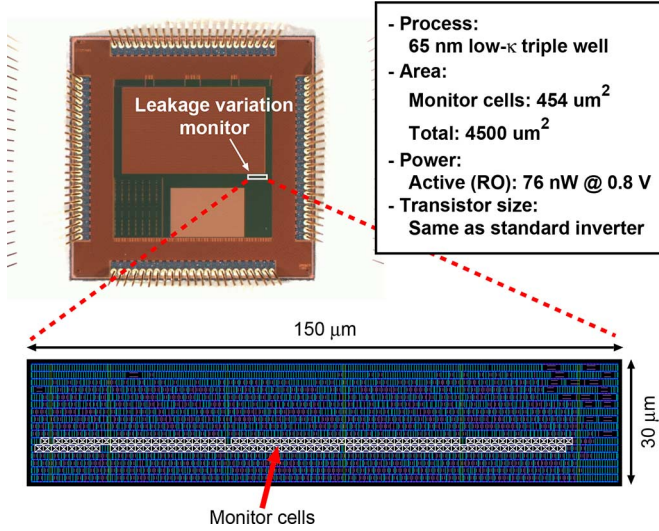 - Process:
65 nm low-κ triple well
- Area:
Monitor cells: 454 um2
Total: 4500 um2
- Power:
Active (RO): 76 nW @ 0.8 V
- Transistor size:
Same as standard inverter
Leakage variation
monitor
150 μm
30 μm
Monitor cells